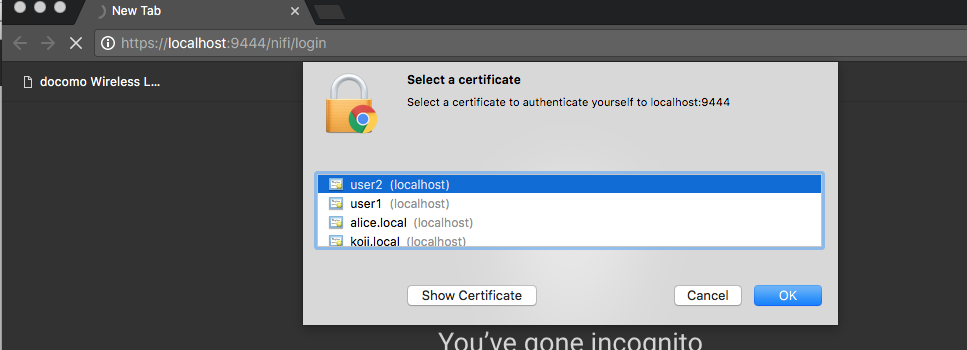 New Tab
https://localhost:9444/nifi/login
docomo Wireless L...
Select a certificate
Select a certificate to authenticate yourself to localhost:9444
user2 (localhost)
user1 (localhost)
alice.local (localhost)
koji.local (localhost)
Show Certificate
Cancel
OK
You've gone incognito